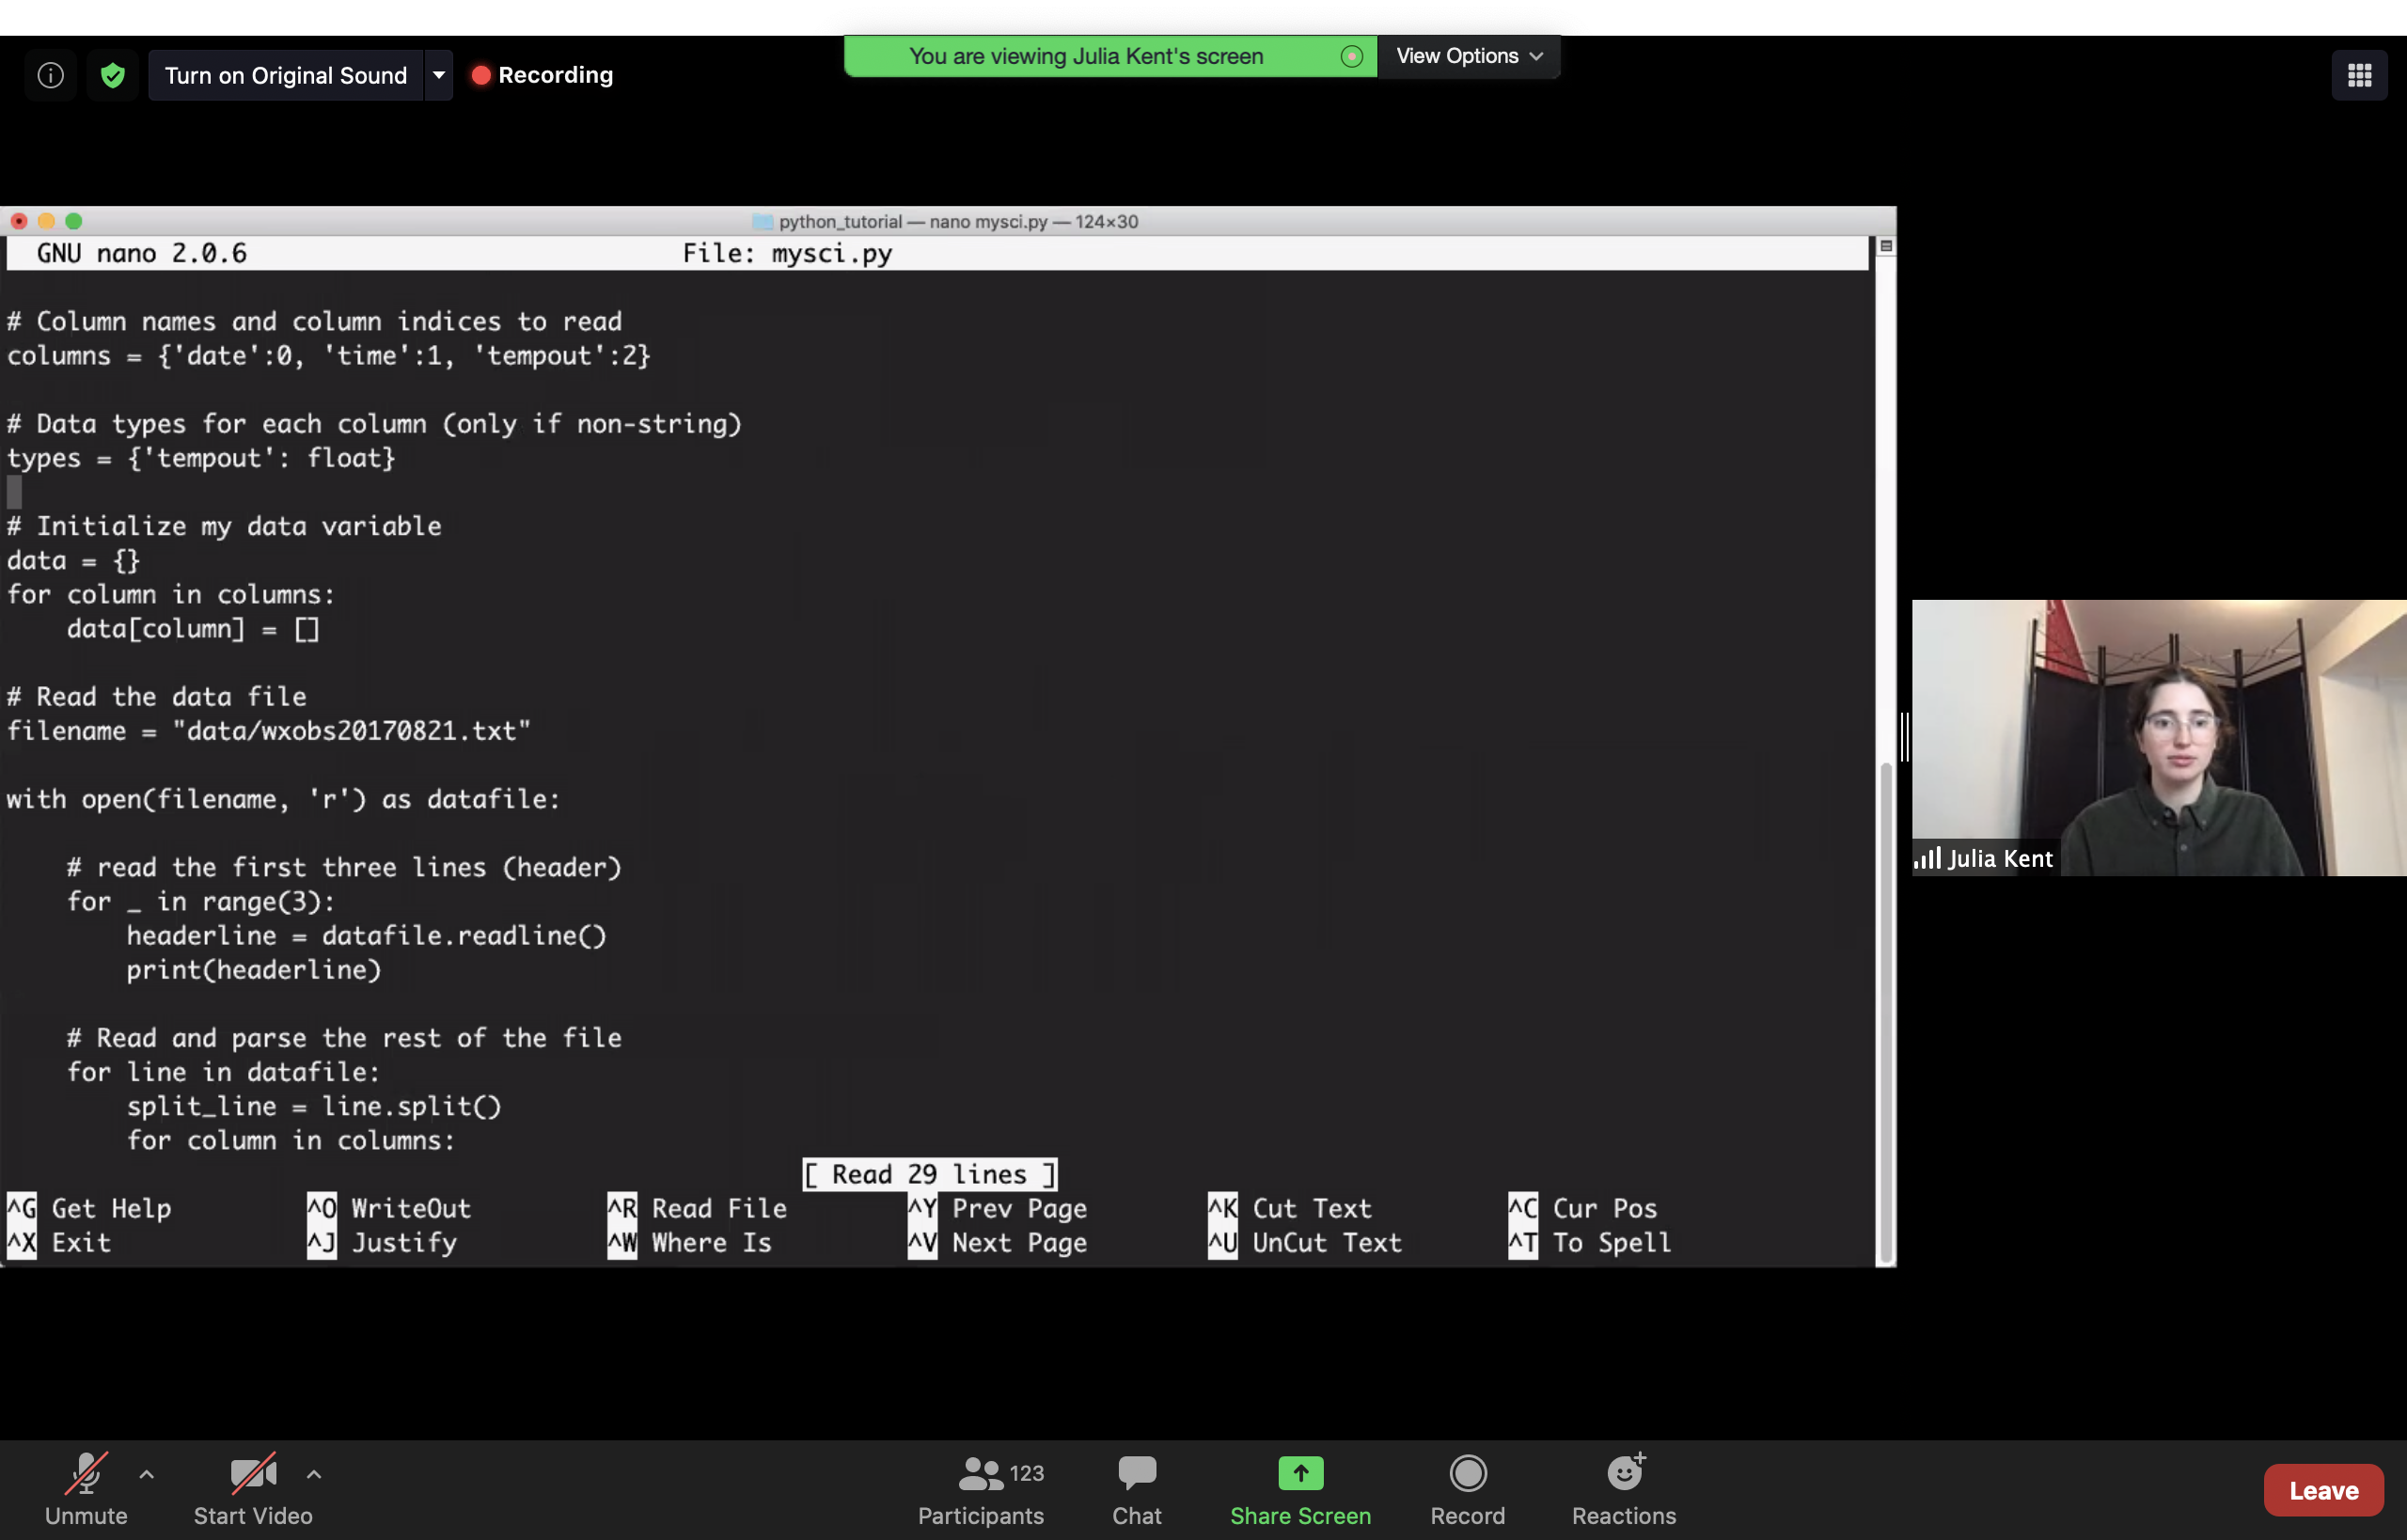 Turn on Original Sound
Recording
You are viewing Julia Kent's screen
View Options
python_tutorial — nano mysci.py — 124×30
GNU nano 2.0.6 File: mysci.py
# Column names and column indices to read
columns = {'date':0, 'time':1, 'tempout':2}
# Data types for each column (only if non-string)
types = {'tempout': float}
# Initialize my data variable
data = {}
for column in columns:
    data[column] = []
# Read the data file
filename = "data/wxobs20170821.txt"
with open(filename, 'r') as datafile:
    # read the first three lines (header)
    for _ in range(3):
        headerline = datafile.readline()
        print(headerline)
    # Read and parse the rest of the file
    for line in datafile:
        split_line = line.split()
        for column in columns:
[ Read 29 lines ]
^G Get Help ^O WriteOut ^R Read File ^Y Prev Page ^K Cut Text ^C Cur Pos
^X Exit ^J Justify ^W Where Is ^V Next Page ^U UnCut Text ^T To Spell
Julia Kent
Unmute
Start Video
123
Participants
Chat
Share Screen
Record
Reactions
Leave